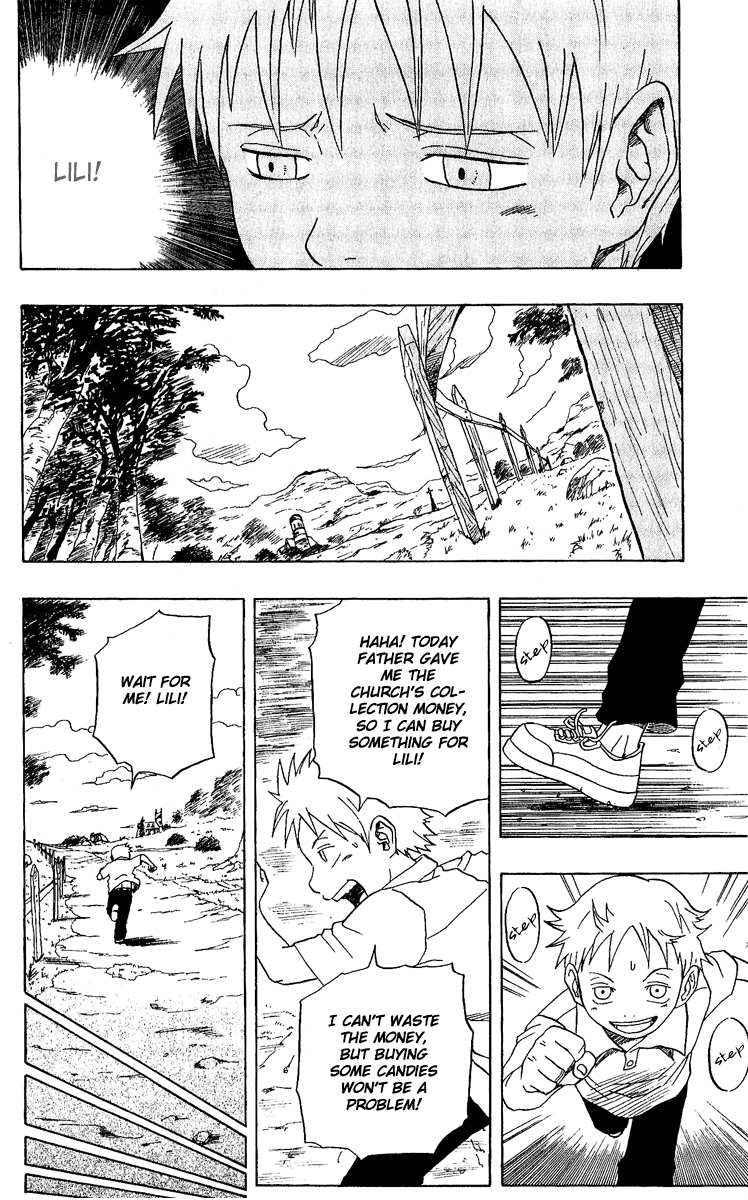 LILI!
step
step
step
step
HAHA! TODAY
FATHER GAVE
ME THE
CHURCH'S COL-
LECTION MONEY,
SO I CAN BUY
SOMETHING FOR
LILI!
I CAN'T WASTE
THE MONEY,
BUT BUYING
SOME CANDIES
WON'T BE A
PROBLEM!
WAIT FOR
ME! LILI!